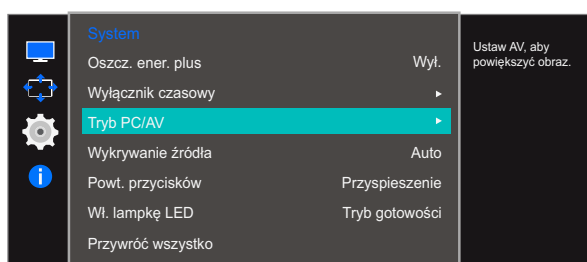 System
Oszcz. ener. plus Wył.
Wyłącznik czasowy
Tryb PC/AV
Wykrywanie źródła Auto
Powt. przycisków Przyspieszenie
Wł. lampkę LED Tryb gotowości
Przywróć wszystko
Ustaw AV, aby
powiększyć obraz.